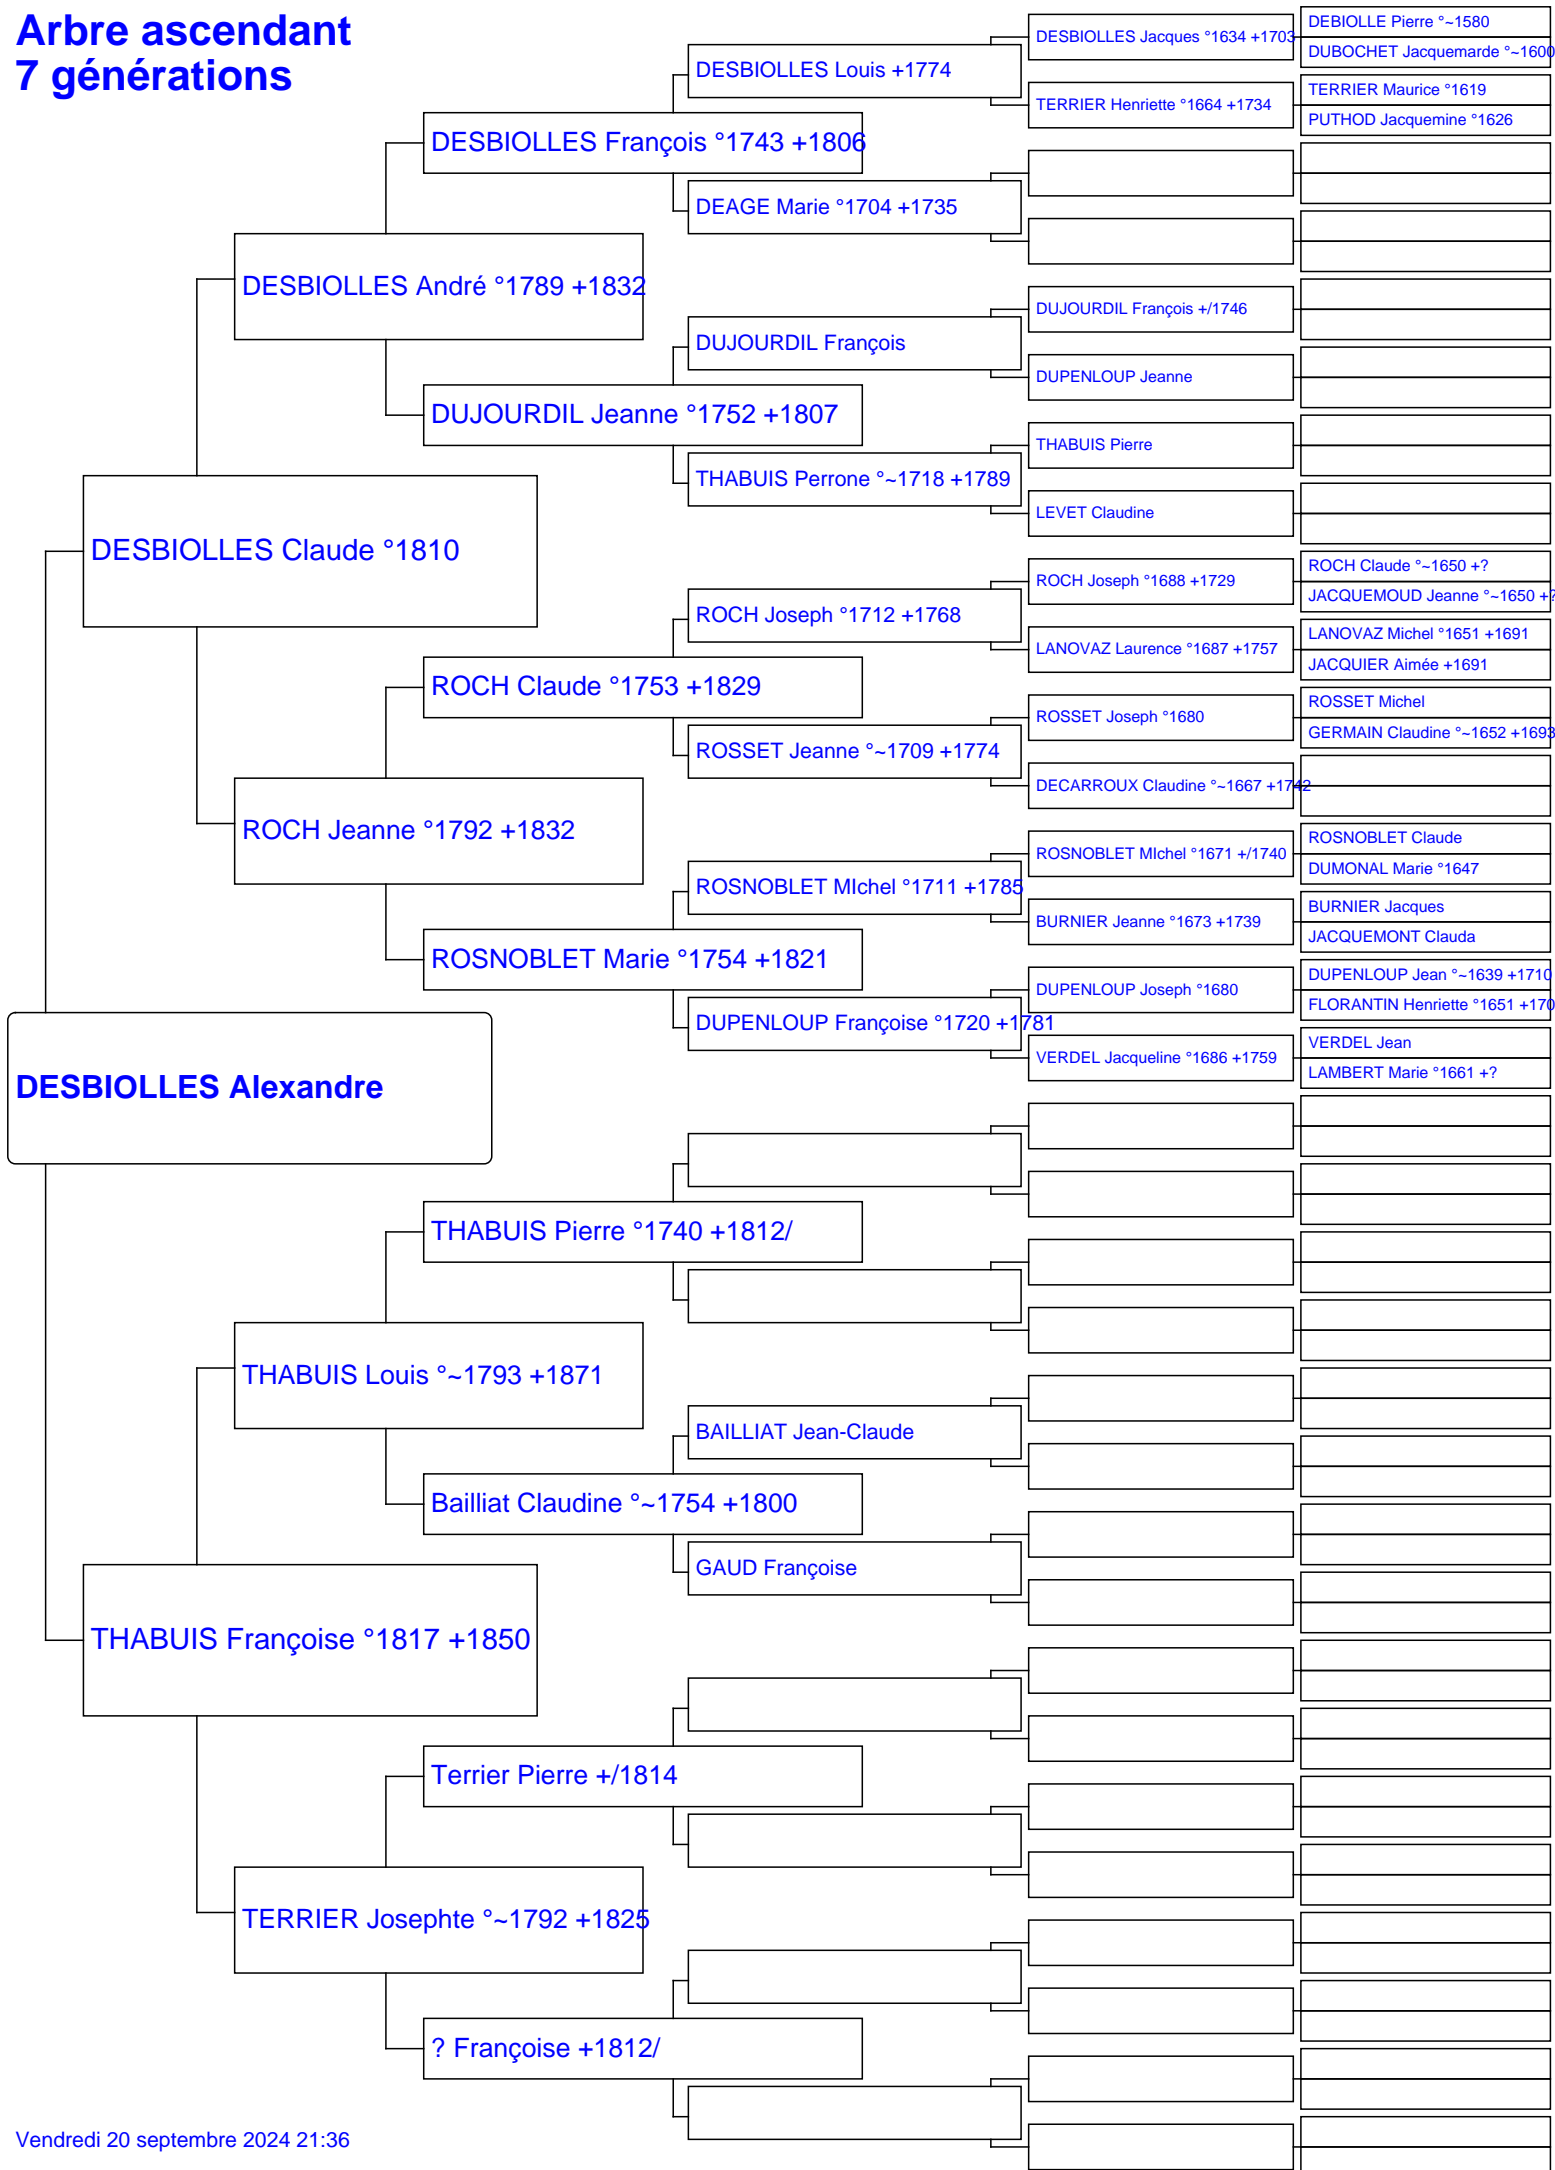 Arbre ascendant
7 générations
DEBIOLLE Pierre °~1580
DESBIOLLES Jacques °1634 +1703
DUBOCHET Jacquemarde °~1600
DESBIOLLES Louis +1774
TERRIER Maurice °1619
TERRIER Henriette °1664 +1734
PUTHOD Jacquemine °1626
DESBIOLLES François °1743 +1806
DEAGE Marie °1704 +1735
DESBIOLLES André °1789 +1832
DUJOURDIL François +/1746
DUJOURDIL François
DUPENLOUP Jeanne
DUJOURDIL Jeanne °1752 +1807
THABUIS Pierre
THABUIS Perrone °~1718 +1789
LEVET Claudine
DESBIOLLES Claude °1810
ROCH Claude °~1650 +?
ROCH Joseph °1688 +1729
JACQUEMOUD Jeanne °~1650 +?
ROCH Joseph °1712 +1768
LANOVAZ Michel °1651 +1691
LANOVAZ Laurence °1687 +1757
JACQUIER Aimée +1691
ROCH Claude °1753 +1829
ROSSET Michel
ROSSET Joseph °1680
GERMAIN Claudine °~1652 +1693
ROSSET Jeanne °~1709 +1774
DECARROUX Claudine °~1667 +1742
ROCH Jeanne °1792 +1832
ROSNOBLET Claude
ROSNOBLET MIchel °1671 +/1740
DUMONAL Marie °1647
ROSNOBLET MIchel °1711 +1785
BURNIER Jacques
BURNIER Jeanne °1673 +1739
JACQUEMONT Clauda
ROSNOBLET Marie °1754 +1821
DUPENLOUP Jean °~1639 +1710
DUPENLOUP Joseph °1680
FLORANTIN Henriette °1651 +170
DUPENLOUP Françoise °1720 +1781
VERDEL Jean
VERDEL Jacqueline °1686 +1759
LAMBERT Marie °1661 +?
DESBIOLLES Alexandre
THABUIS Pierre °1740 +1812/
THABUIS Louis °~1793 +1871
BAILLIAT Jean-Claude
Bailliat Claudine °~1754 +1800
GAUD Françoise
THABUIS Françoise °1817 +1850
Terrier Pierre +/1814
TERRIER Josephte °~1792 +1825
? Françoise +1812/
Vendredi 20 septembre 2024 21:36